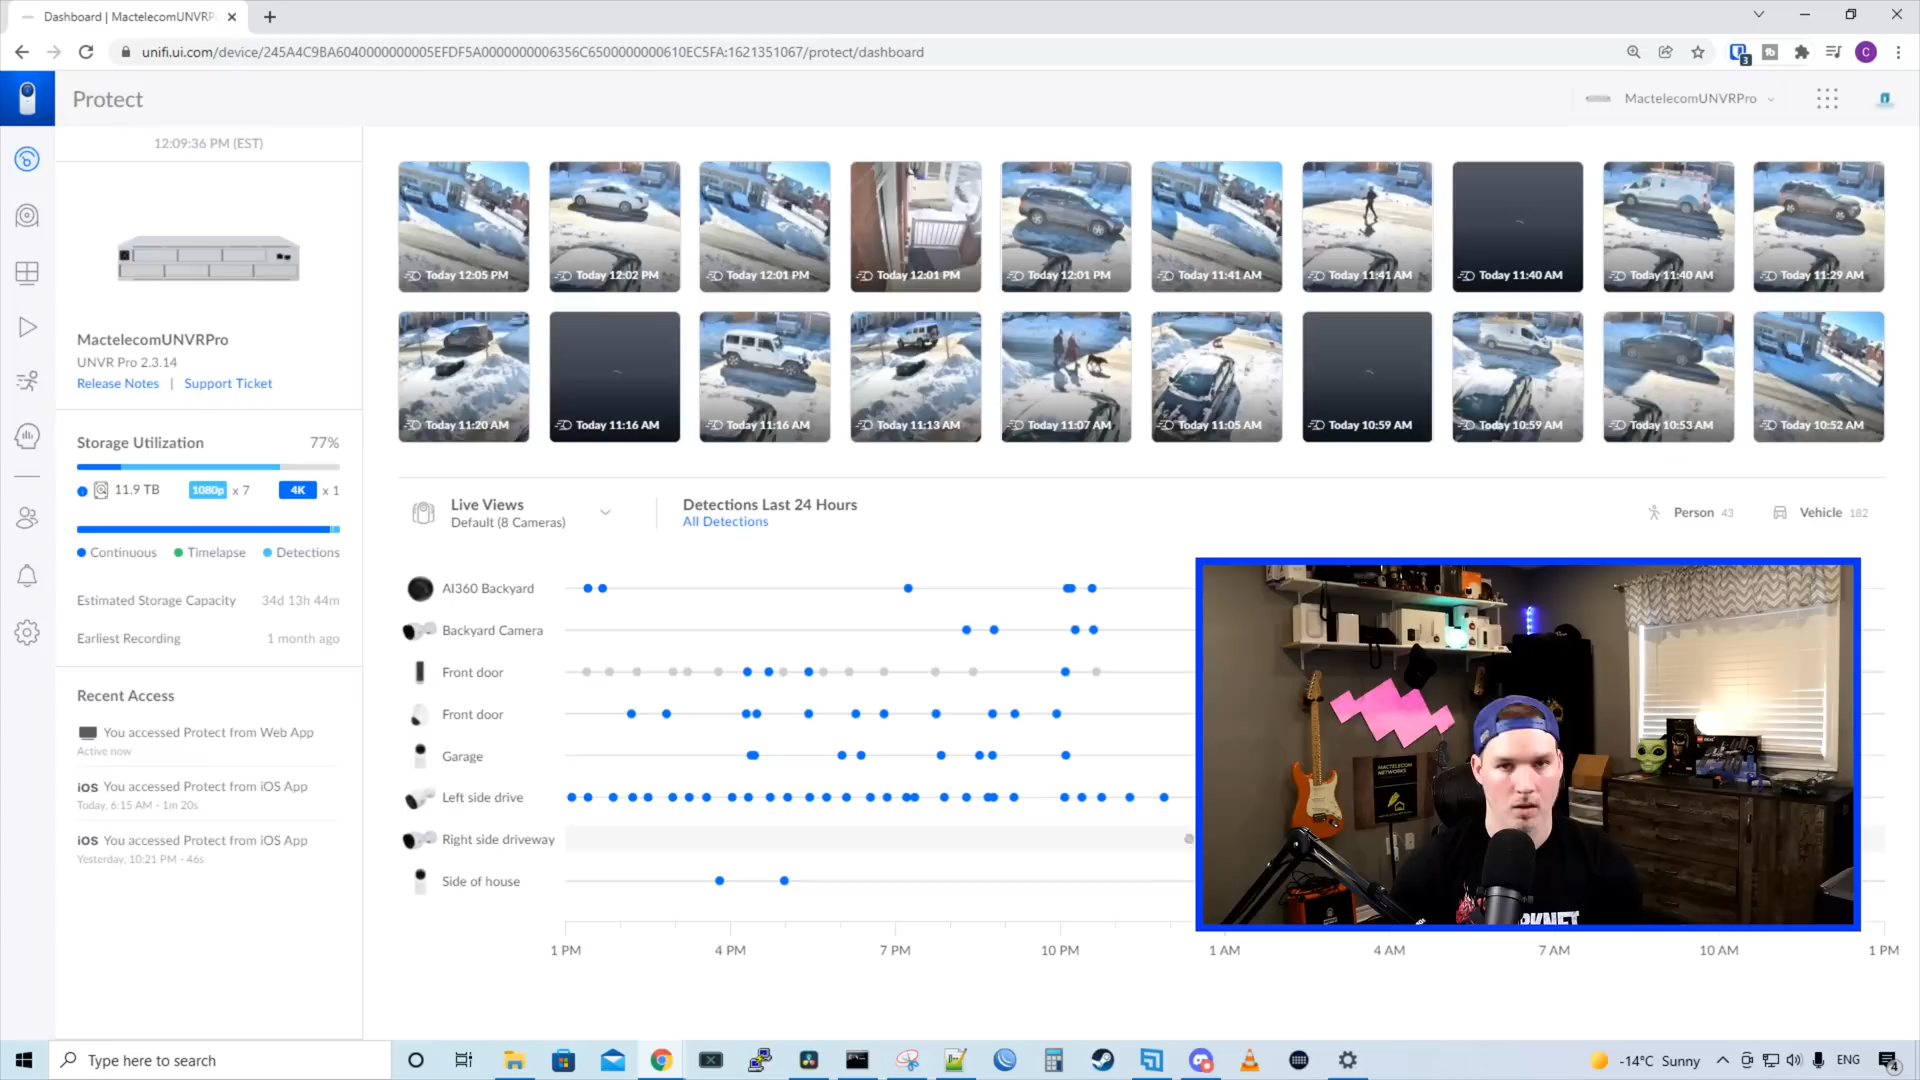 Dashboard | MactelecomUNVRP
unifi.ui.com/device/245A4C9BA6040000000005EFDF5A0000000006356C6500000000610EC5FA:1621351067/protect/dashboard
3
C
Protect
MactelecomUNVRPro
12:09:36 PM (EST)
Today 12:05 PM
Today 12:02 PM
Today 12:01 PM
Today 12:01 PM
Today 12:01 PM
Today 11:41 AM
Today 11:41 AM
Today 11:40 AM
Today 11:40 AM
Today 11:29 AM
MactelecomUNVRPro
UNVR Pro 2.3.14
Release Notes | Support Ticket
Today 11:20 AM
Today 11:16 AM
Today 11:16 AM
Today 11:13 AM
Today 11:07 AM
Today 11:05 AM
Today 10:59 AM
Today 10:59 AM
Today 10:53 AM
Today 10:52 AM
Storage Utilization 77%
11.9 TB 1080p x 7 4K x 1
Continuous Timelapse Detections
Estimated Storage Capacity 34d 13h 44m
Earliest Recording 1 month ago
Recent Access
You accessed Protect from Web App
Active now
iOS You accessed Protect from iOS App
Today, 6:15 AM - 1m 20s
iOS You accessed Protect from iOS App
Yesterday, 10:21 PM - 46s
Live Views
Default (8 Cameras)
Detections Last 24 Hours
All Detections
Person 43
Vehicle 182
AI360 Backyard
Backyard Camera
Front door
Front door
Garage
Left side drive
Right side driveway
Side of house
MACTELECOM
NETWORKS
1 PM
4 PM
7 PM
10 PM
1 AM
4 AM
7 AM
10 AM
1 PM
Type here to search
-14°C Sunny
ENG
4